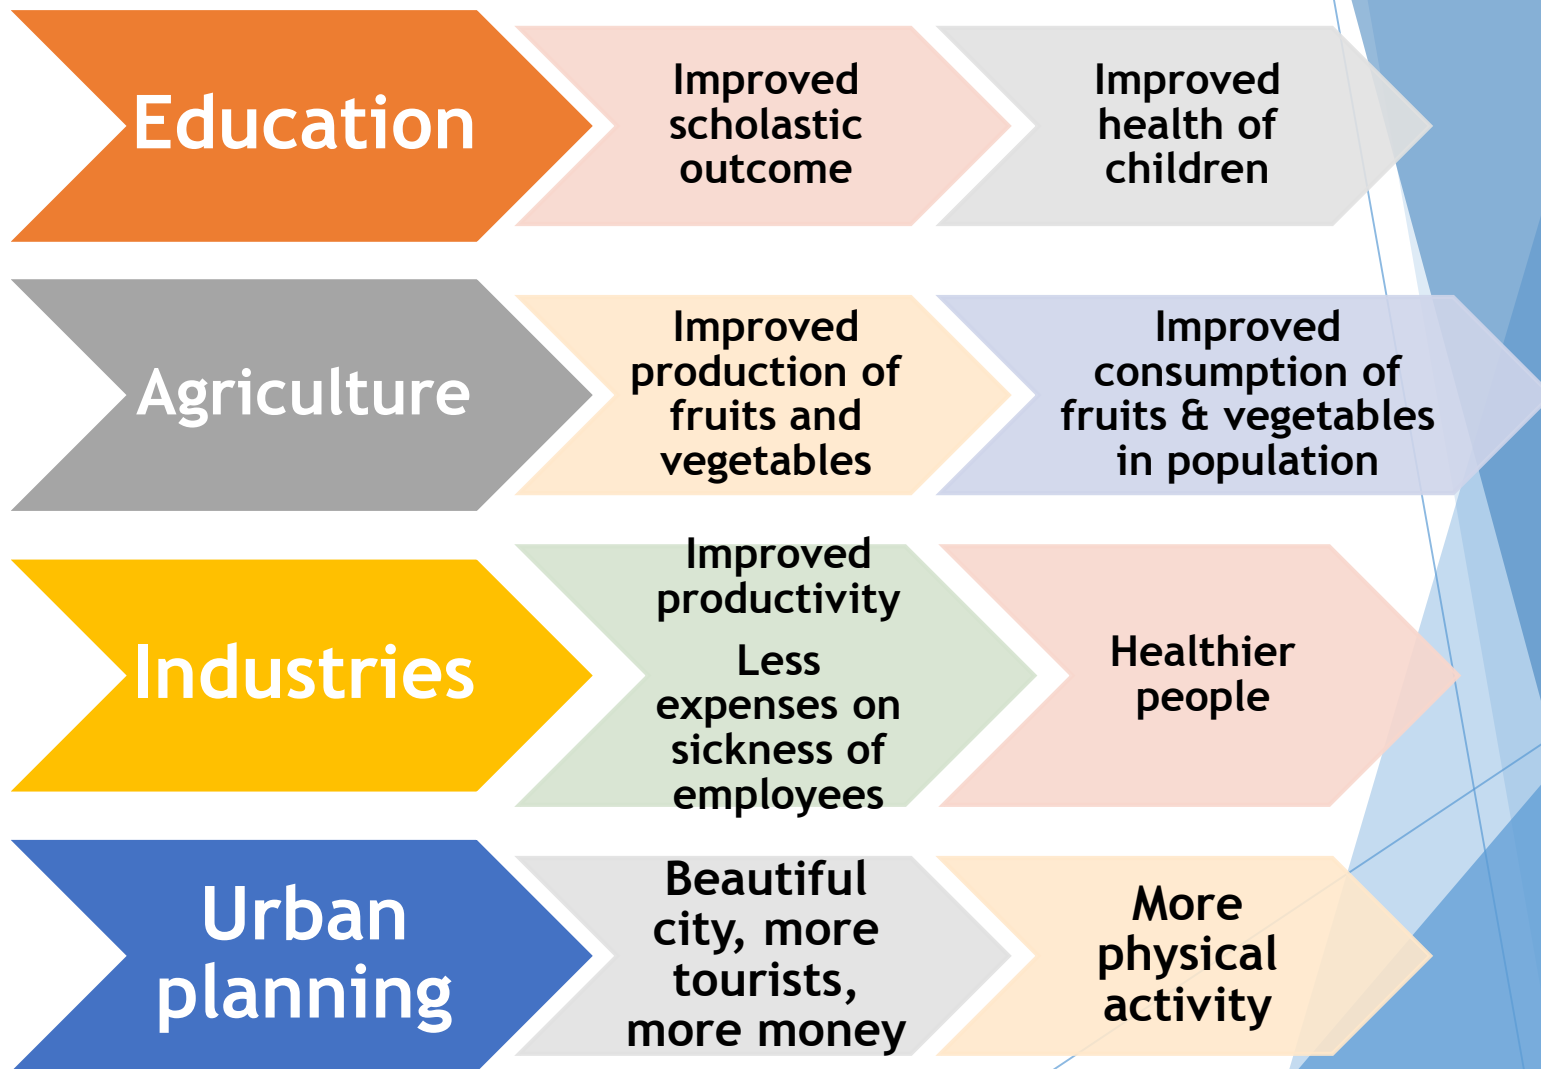 Education
Improved
scholastic
outcome
Improved
health of
children
Agriculture
Improved
production of
fruits and
vegetables
Improved
consumption of
fruits & vegetables
in population
Industries
Improved
productivity
Less
expenses on
sickness of
employees
Healthier
people
Urban
planning
Beautiful
city, more
tourists,
more money
More
physical
activity